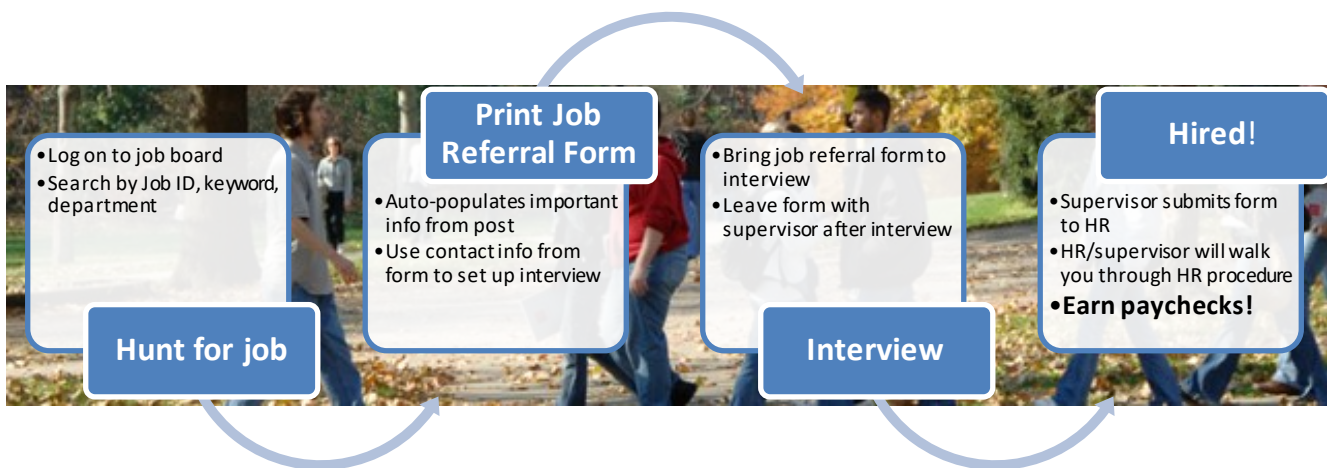 • Log on to job board
• Search by Job ID, keyword,
department
Hunt for job
Print Job
Referral Form
• Auto-populates important
info from post
• Use contact info from
form to set up interview
• Bring job referral form to
interview
• Leave form with
supervisor after interview
Interview
Hired!
• Supervisor submits form
to HR
• HR/supervisor will walk
you through HR procedure
• Earn paychecks!